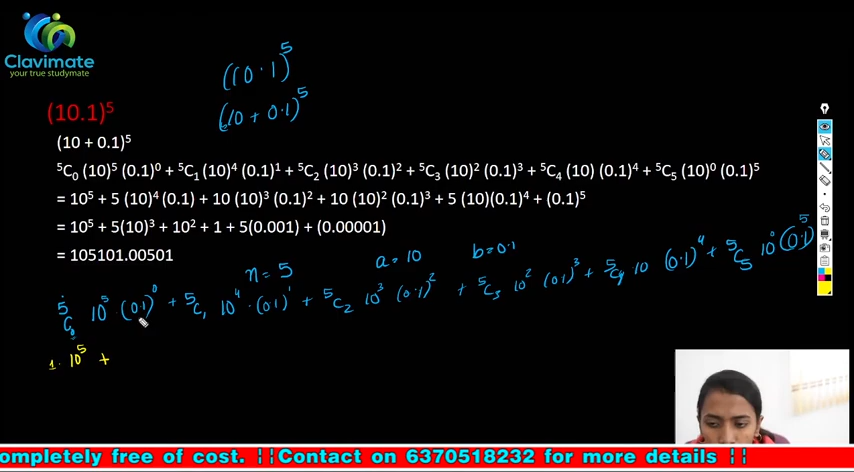 Clavimate
your true studymate
(10.1)⁵
(10 + 0.1)⁵
(10.1)⁵
(10 + 0.1)⁵
⁵C₀ (10)⁵ (0.1)⁰ + ⁵C₁ (10)⁴ (0.1)¹ + ⁵C₂ (10)³ (0.1)² + ⁵C₃ (10)² (0.1)³ + ⁵C₄ (10) (0.1)⁴ + ⁵C₅ (10)⁰ (0.1)⁵
= 10⁵ + 5 (10)⁴ (0.1) + 10 (10)³ (0.1)² + 10 (10)² (0.1)³ + 5 (10)(0.1)⁴ + (0.1)⁵
= 10⁵ + 5(10)³ + 10² + 1 + 5(0.001) + (0.00001)
= 105101.00501
n = 5 a = 10 b = 0.1
⁵C₀ 10⁵ · (0.1)⁰ + ⁵C₁ 10⁴ · (0.1)¹ + ⁵C₂ 10³ (0.1)² + ⁵C₃ 10² (0.1)³ + ⁵C₄ 10 (0.1)⁴ + ⁵C₅ 10⁰ (0.1)⁵
1 · 10⁵ +
ompletely free of cost. ||Contact on 6370518232 for more details ||